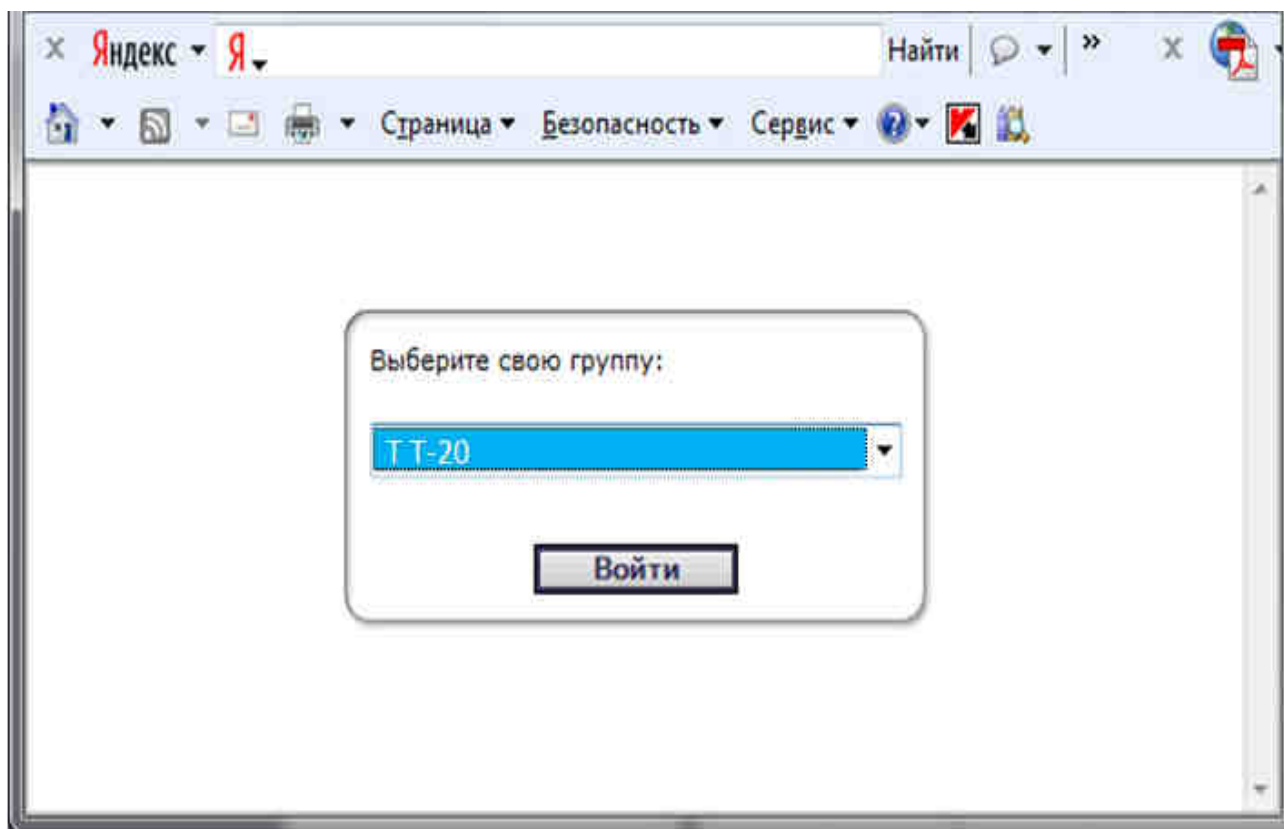 Яндекс Я Найти »
Страница Безопасность Сервис
Выберите свою группу:
Т Т-20
Войти